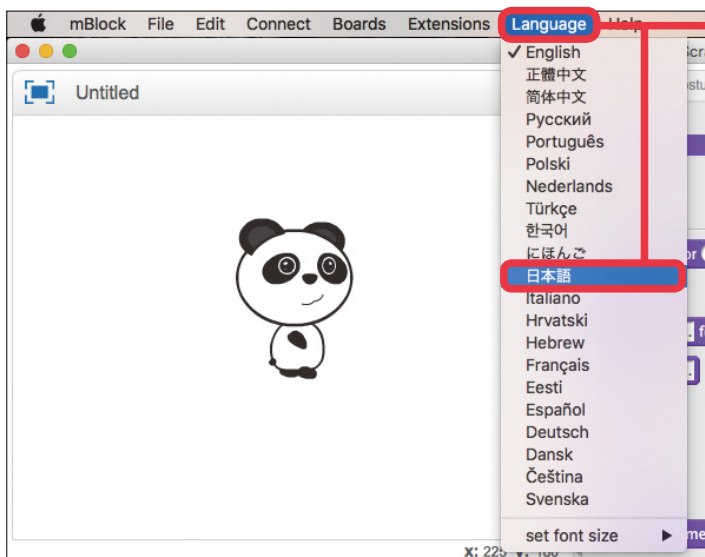 mBlock File Edit Connect Boards Extensions Language Help
Untitled
✓ English
正體中文
简体中文
Русский
Português
Polski
Nederlands
Türkçe
한국어
にほんご
日本語
Italiano
Hrvatski
Hebrew
Français
Eesti
Español
Deutsch
Dansk
Čeština
Svenska
set font size